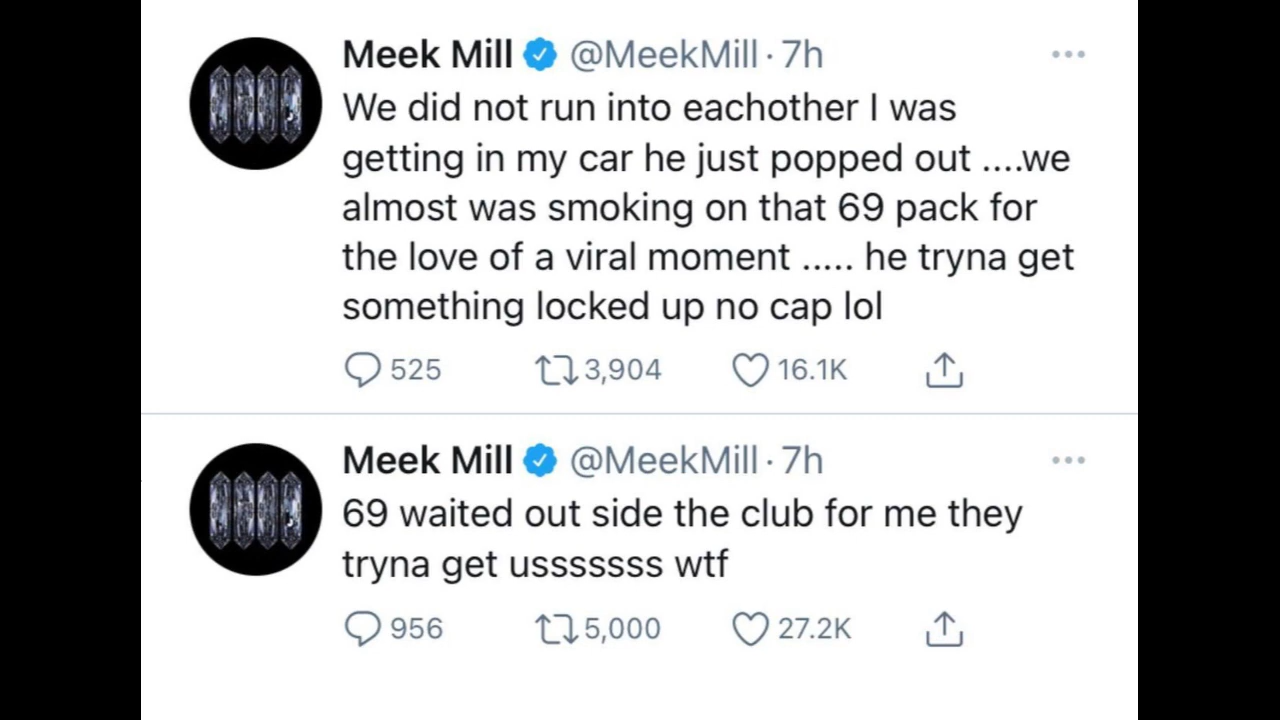 Meek Mill @MeekMill · 7h
We did not run into eachother I was
getting in my car he just popped out ....we
almost was smoking on that 69 pack for
the love of a viral moment ..... he tryna get
something locked up no cap lol
525 3,904 16.1K
Meek Mill @MeekMill · 7h
69 waited out side the club for me they
tryna get usssssss wtf
956 5,000 27.2K